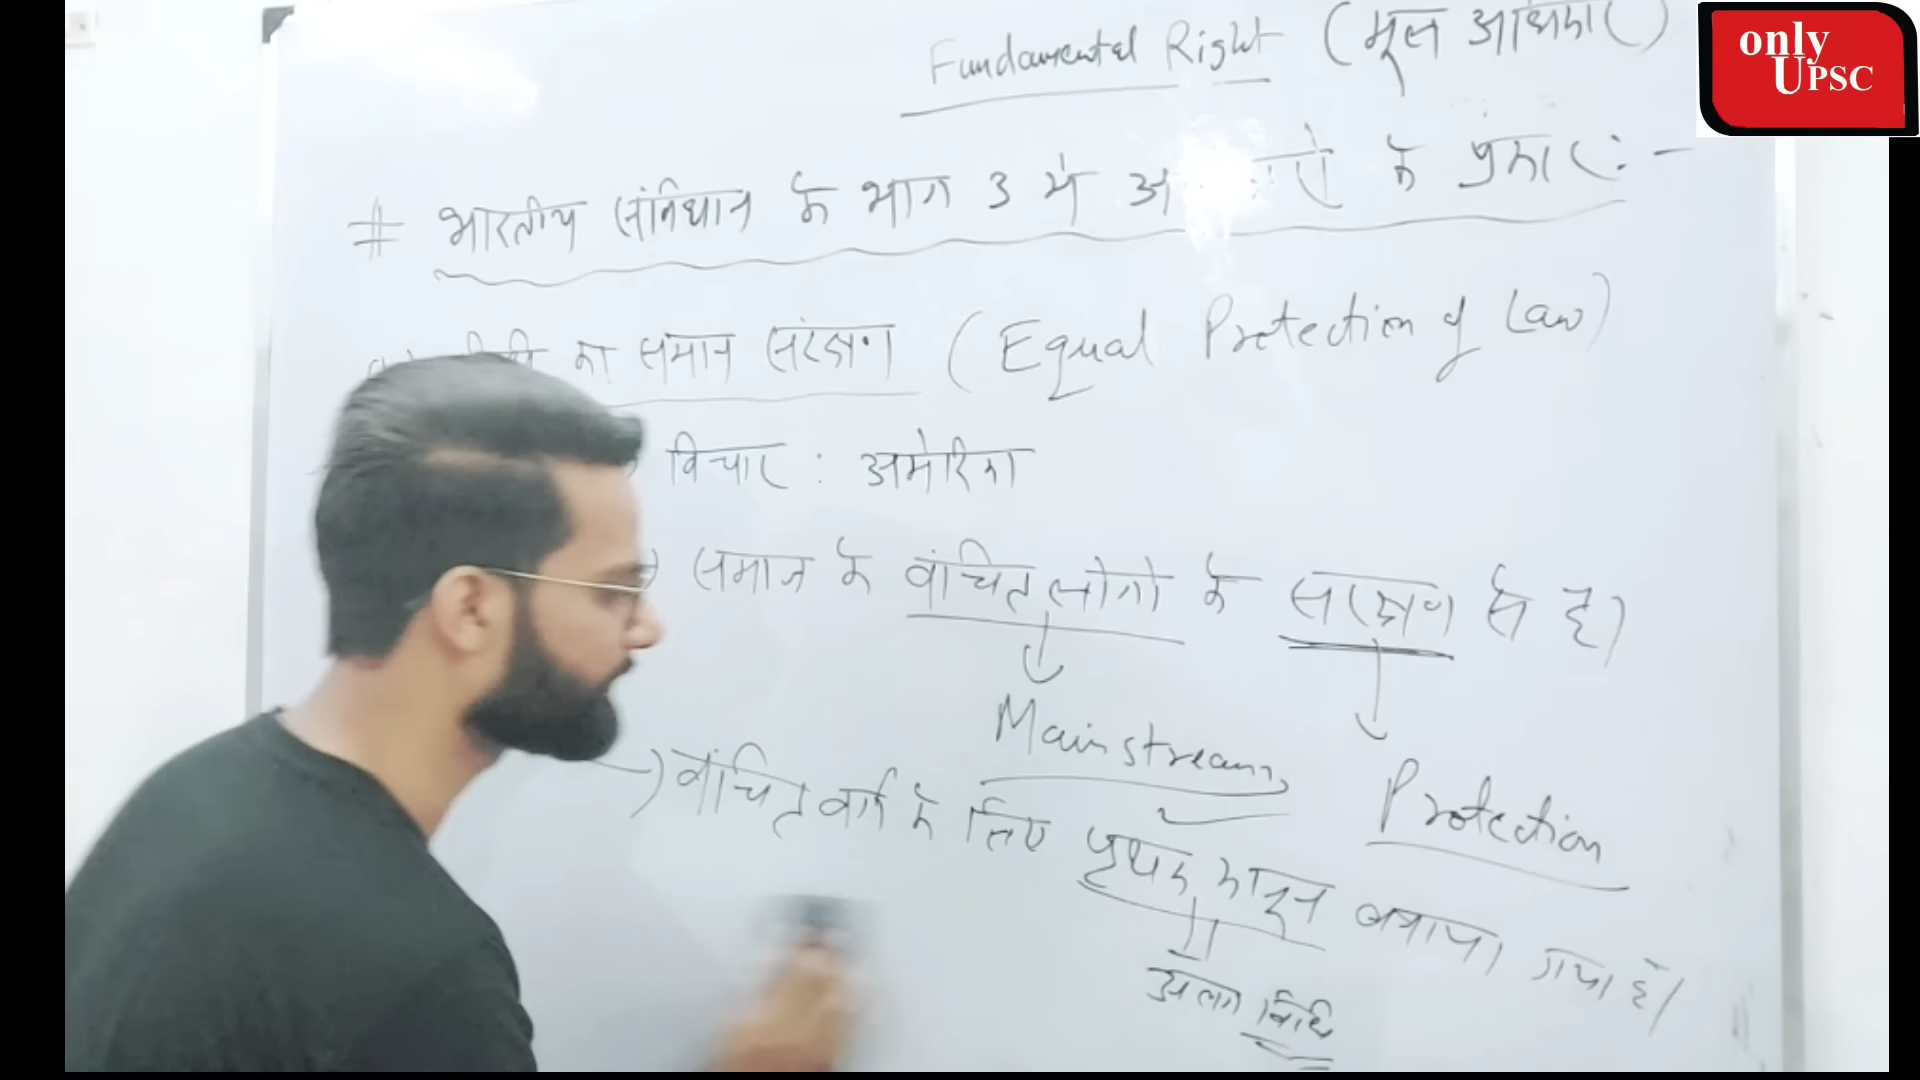 Fundamental Right (मूल अधिकार)
only
UPSC
# भारतीय संविधान के भाग 3 में के प्रकार: -
का समान संरक्षण (Equal Protection of Law)
विचार : अमेरिका
समाज के वंचित लोगो के संरक्षण से है।
Mainstream
Protection
वंचित वर्ग के लिए पृथक कानून बनाया गया है।
अलग विधि